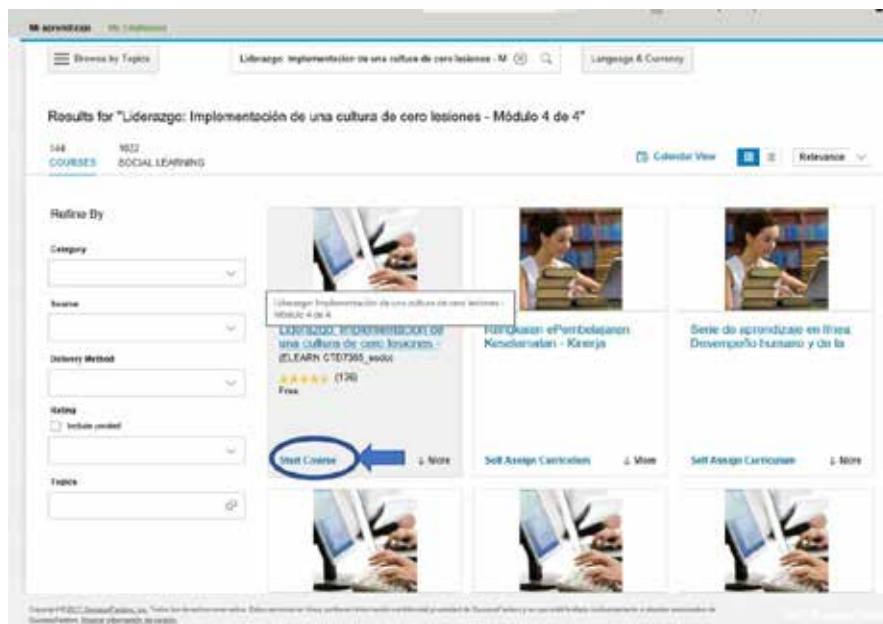 Mi aprendizaje
Browse by Topics
Liderazgo: Implementación de una cultura de cero lesiones - M
Language & Currency
Results for "Liderazgo: Implementación de una cultura de cero lesiones - Módulo 4 de 4"
COURSES
SOCIAL LEARNING
Calendar View
Relevance
Refine By
Category
Source
Delivery Method
Rating
Include unrated
Topics
Liderazgo: Implementación de una cultura de cero lesiones -
Módulo 4 de 4
Liderazgo: Implementación de
una cultura de cero lesiones -
(136)
Free
Start Course
More
ePembelajaran
Keselamatan - Kinerja
Self Assign Curriculum
More
Serie de aprendizaje en línea
Desempeño humano y de la
Self Assign Curriculum
More